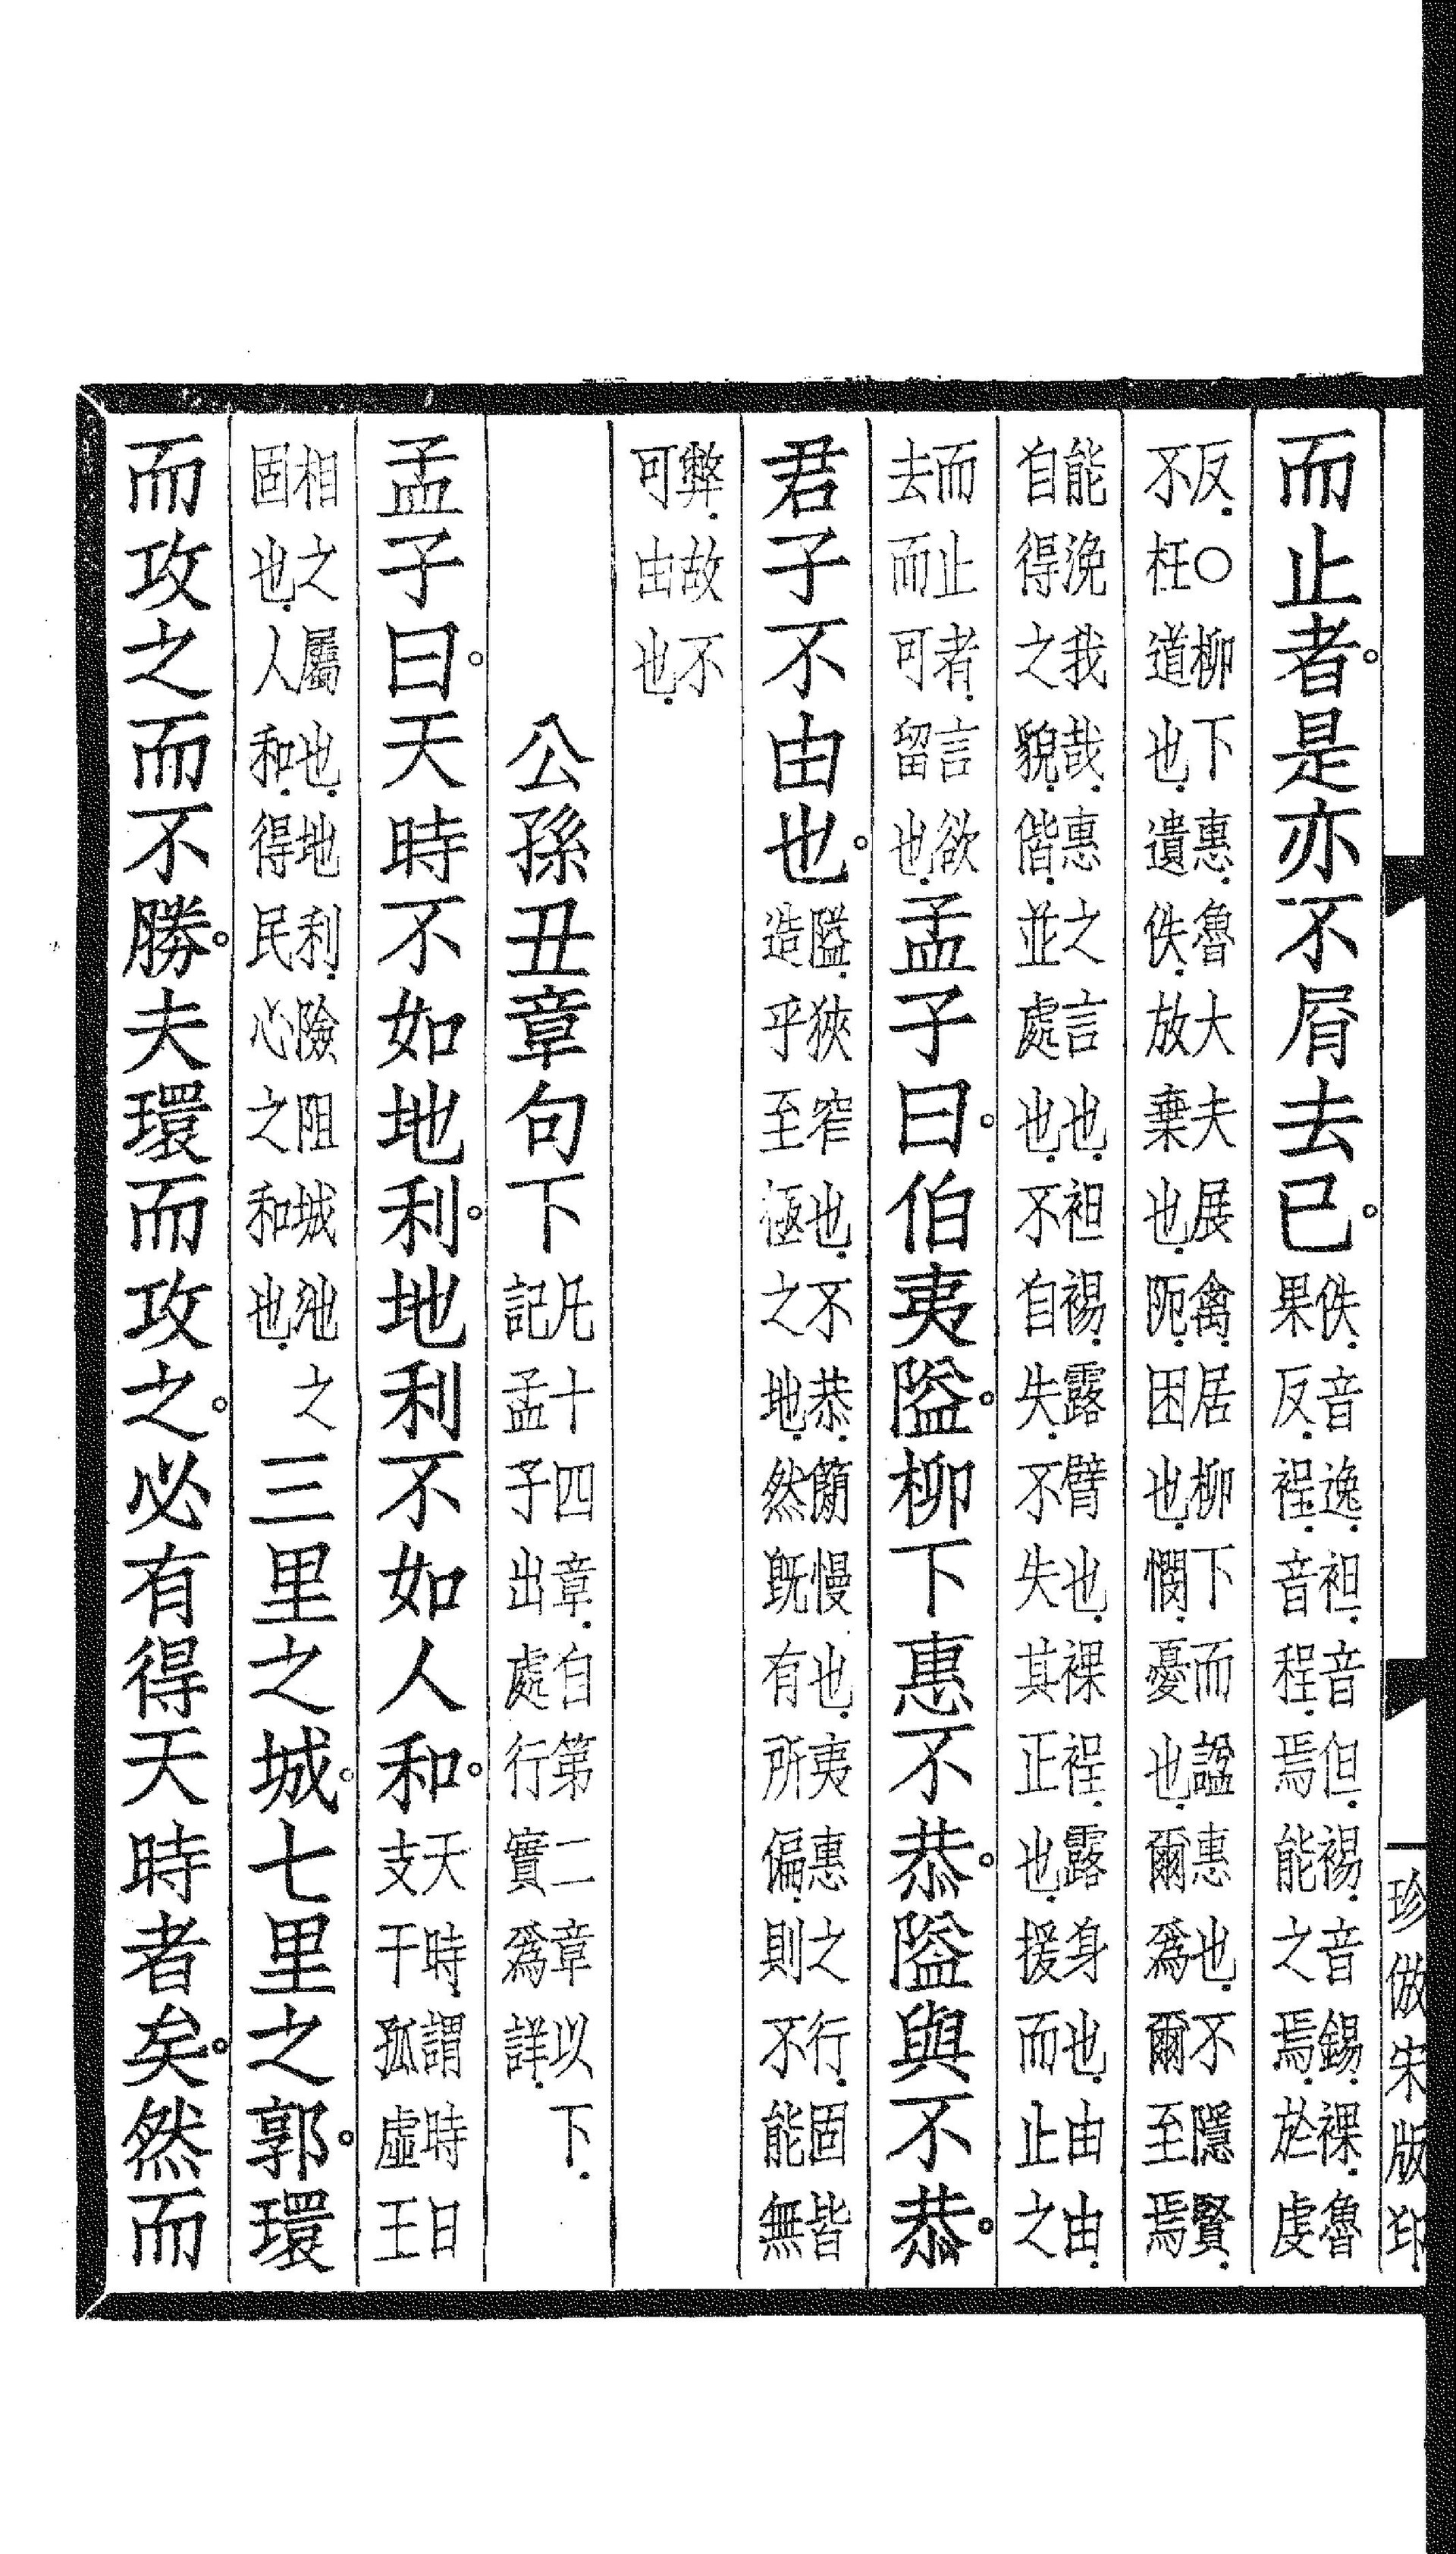 珍倣宋版印
而止者。是亦不屑去已。佚.音逸.袒.音但.裼.音錫.裸.魯
果反.裎.音程.焉能之焉.於虔
反.○柳下惠.魯大夫展禽.居柳下而諡惠也.不隱賢.
不枉道也.遺佚.放棄也.阨.困也.憫.憂也.爾爲爾至焉
能浼我哉.惠之言也.袒裼.露臂也.裸裎.露身也.由由.
自得之貌.偕.並處也.不自失.不失其正也.援而止之
而止者.言欲
去而可留也.孟子曰。伯夷隘。柳下惠不恭。隘與不恭。
君子不由也。隘.狹窄也.不恭.簡慢也.夷惠之行.固皆
造乎至極之地.然既有所偏.則不能無
弊.故不
可由也.
公孫丑章句下凡十四章.自第二章以下.
記孟子出處行實爲詳.
孟子曰。天時不如地利。地利不如人和。天時.謂時日
支干孤虛王
相之屬也.地利.險阻城池之
固也.人和.得民心之和也.三里之城。七里之郭。環
而攻之而不勝。夫環而攻之。必有得天時者矣。然而